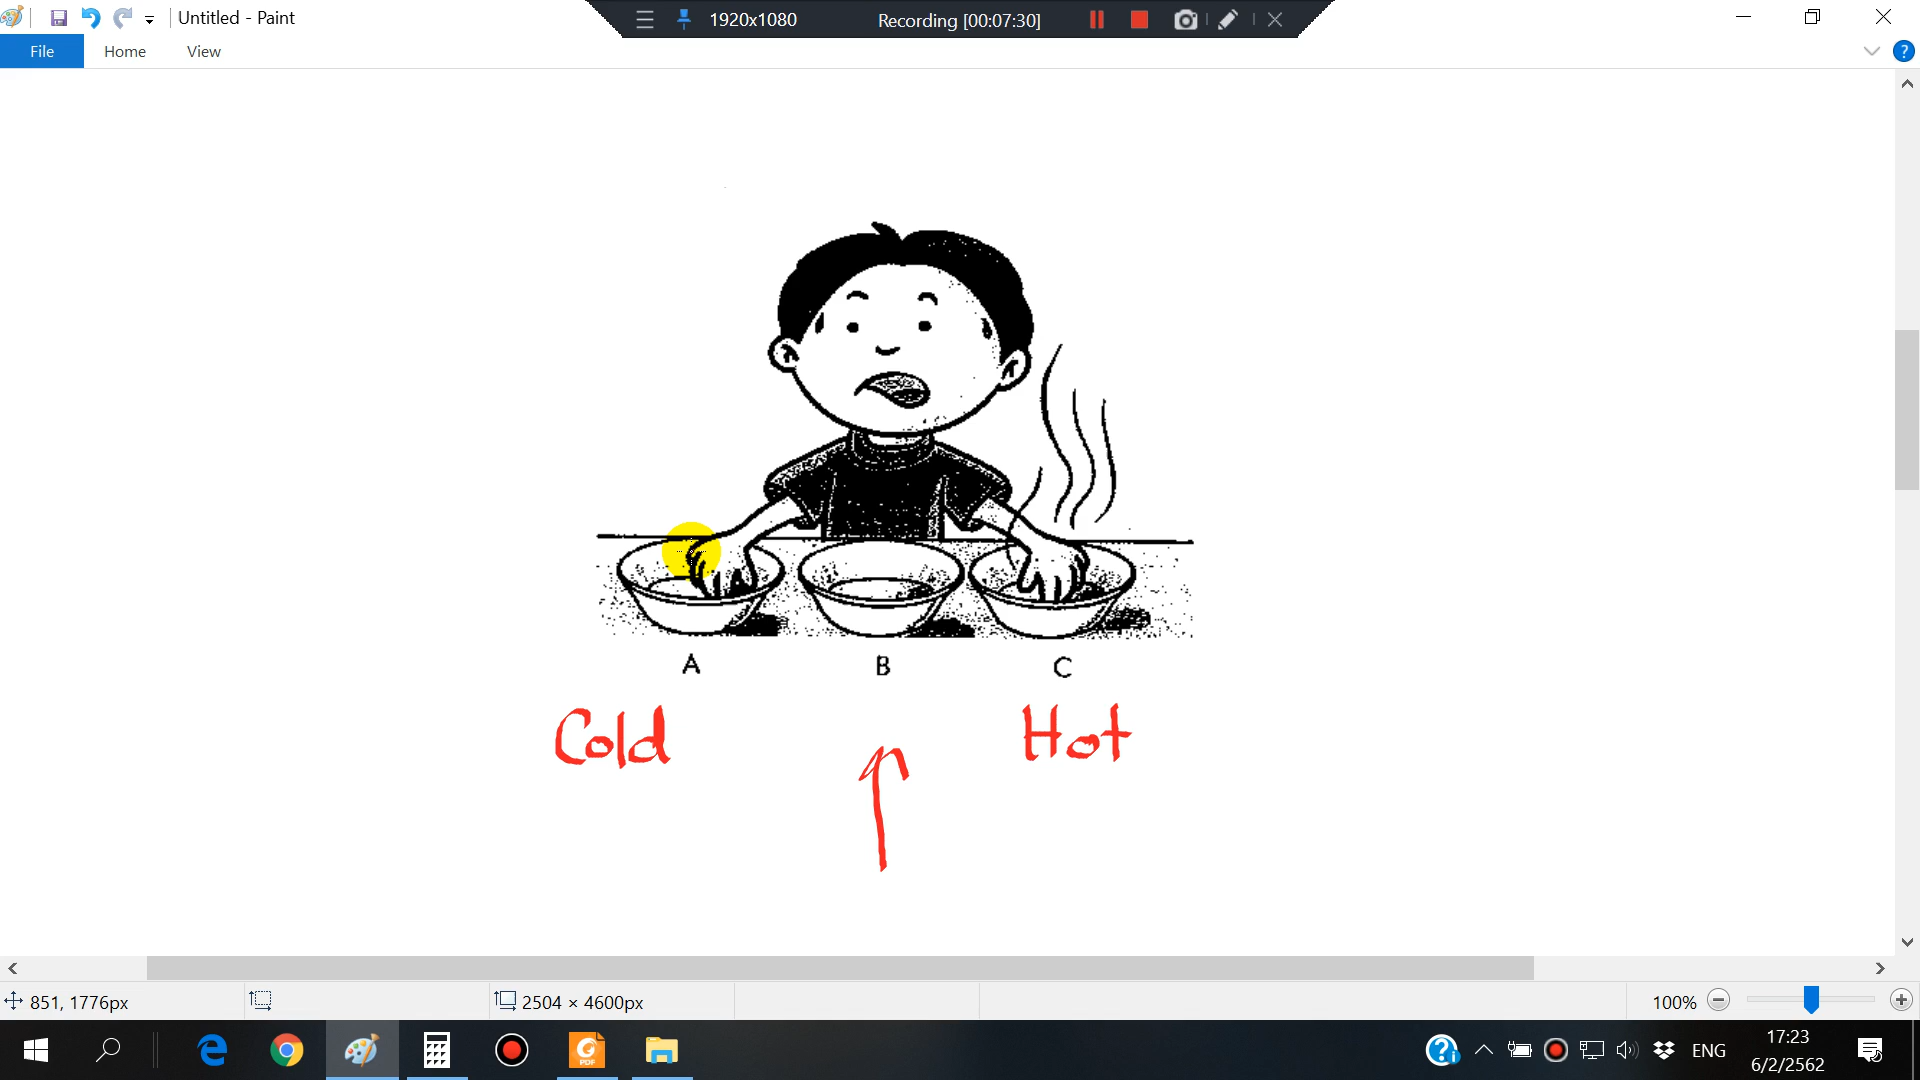 Untitled - Paint
1920x1080
Recording [00:07:30]
File
Home
View
?
A
B
C
Cold
Hot
851, 1776px
2504 × 4600px
100%
PDF
ENG
17:23
6/2/2562